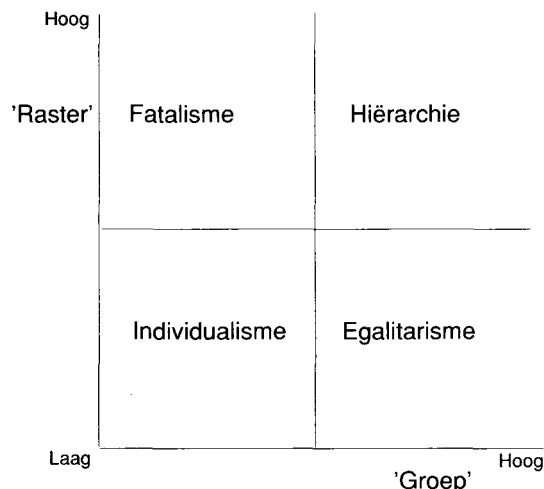 Hoog
'Raster' Fatalisme Hiërarchie
Individualisme Egalitarisme
Laag Hoog
'Groep'